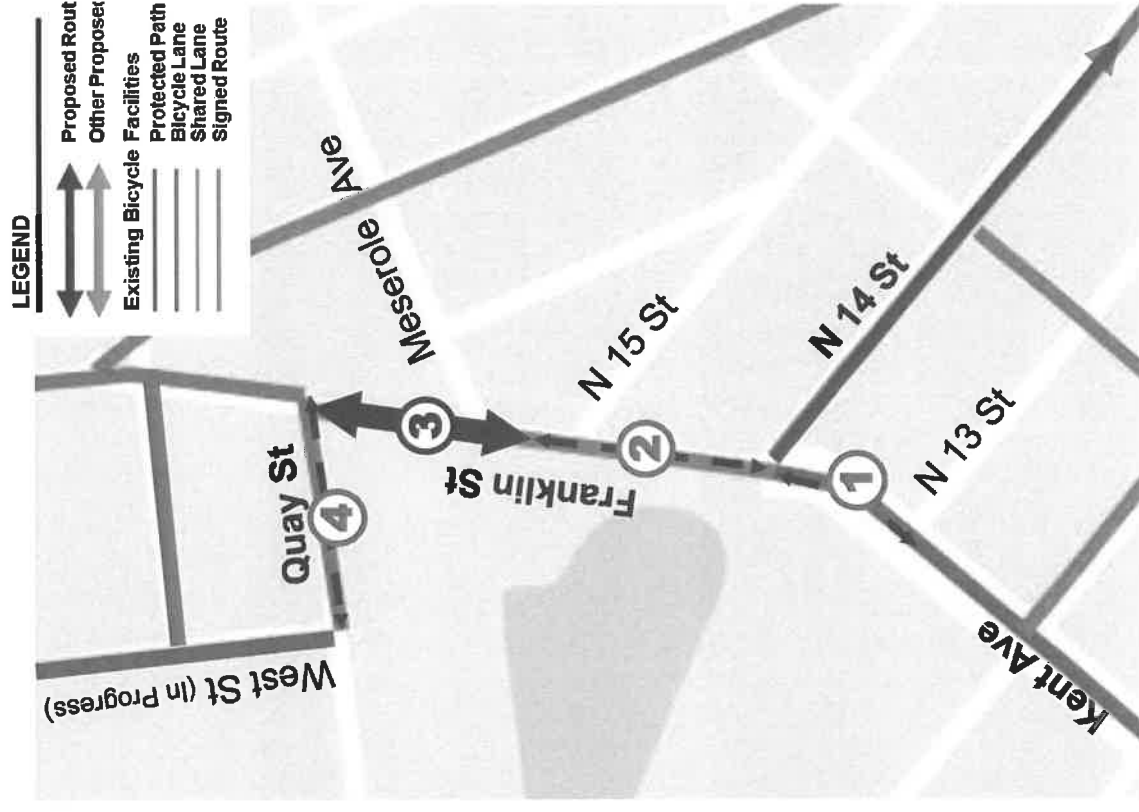 LEGEND
Proposed Rout
Other Proposed
Existing Bicycle Facilities
Protected Path
Bicycle Lane
Shared Lane
Signed Route
Meserole Ave
Quay St
4
3
West St (In Progress)
Franklin St
2
N 15 St
N 14 St
1
N 13 St
Kent Ave